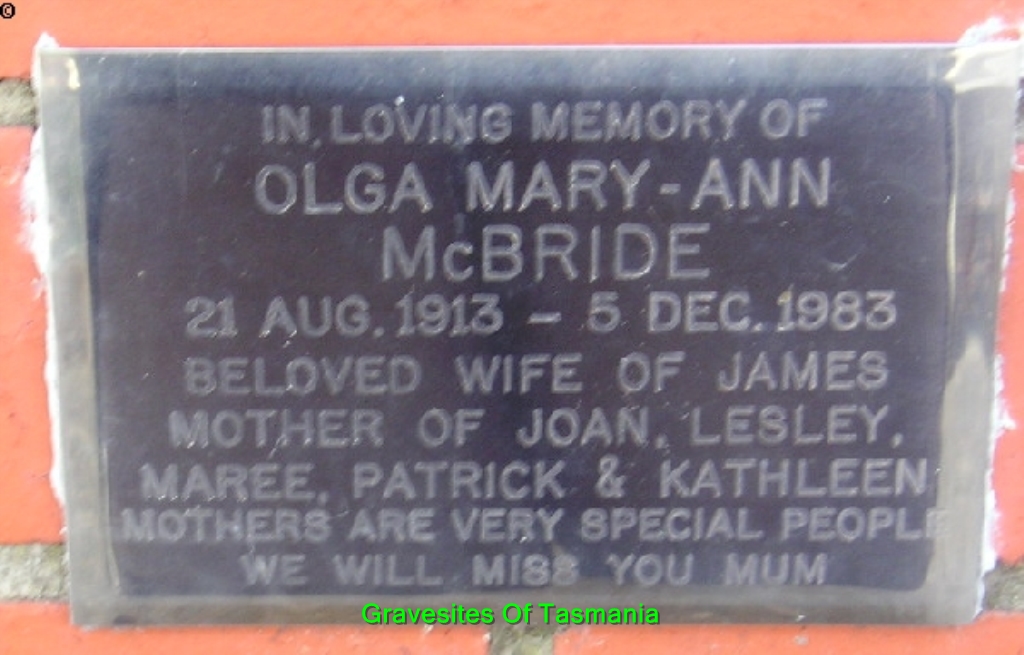 ©
IN LOVING MEMORY OF
OLGA MARY-ANN
McBRIDE
21 AUG. 1913 - 5 DEC. 1983
BELOVED WIFE OF JAMES
MOTHER OF JOAN, LESLEY,
MAREE, PATRICK & KATHLEEN
MOTHERS ARE VERY SPECIAL PEOPLE
WE WILL MISS YOU MUM
Gravesites Of Tasmania